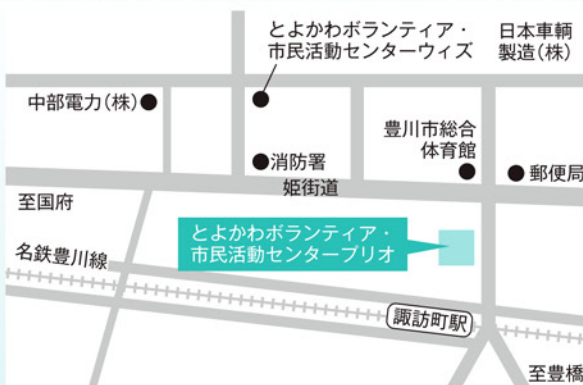 とよかわボランティア・
市民活動センターウィズ
日本車輌
製造(株)
中部電力(株)
豊川市総合
体育館
消防署
郵便局
姫街道
至国府
とよかわボランティア・
市民活動センタープリオ
名鉄豊川線
諏訪町駅
至豊橋